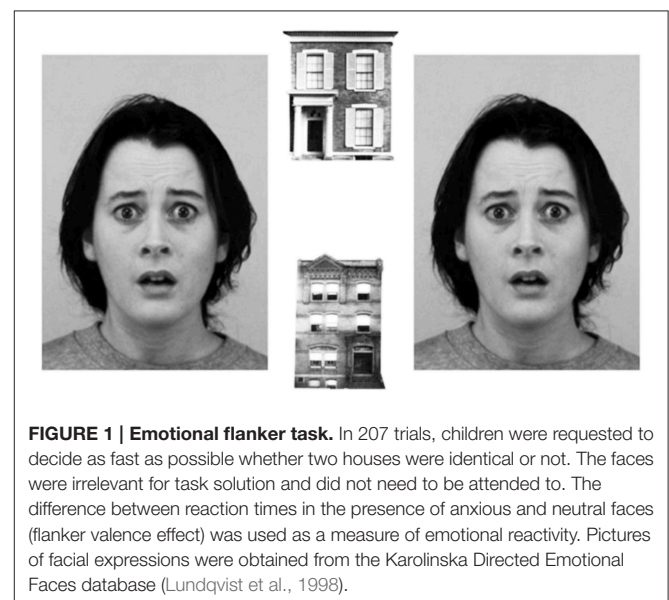 FIGURE 1 | Emotional flanker task. In 207 trials, children were requested to
decide as fast as possible whether two houses were identical or not. The faces
were irrelevant for task solution and did not need to be attended to. The
difference between reaction times in the presence of anxious and neutral faces
(flanker valence effect) was used as a measure of emotional reactivity. Pictures
of facial expressions were obtained from the Karolinska Directed Emotional
Faces database (Lundqvist et al., 1998).